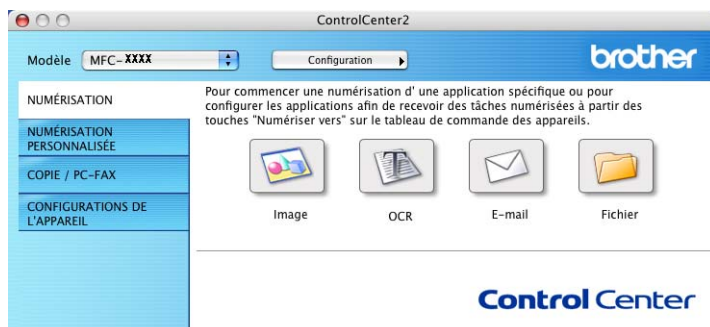 ControlCenter2
Modèle MFC-XXXX Configuration brother
NUMÉRISATION
NUMÉRISATION
PERSONNALISÉE
COPIE / PC-FAX
CONFIGURATIONS DE
L'APPAREIL
Pour commencer une numérisation d' une application spécifique ou pour
configurer les applications afin de recevoir des tâches numérisées à partir des
touches "Numériser vers" sur le tableau de commande des appareils.
Image OCR E-mail Fichier
Control Center